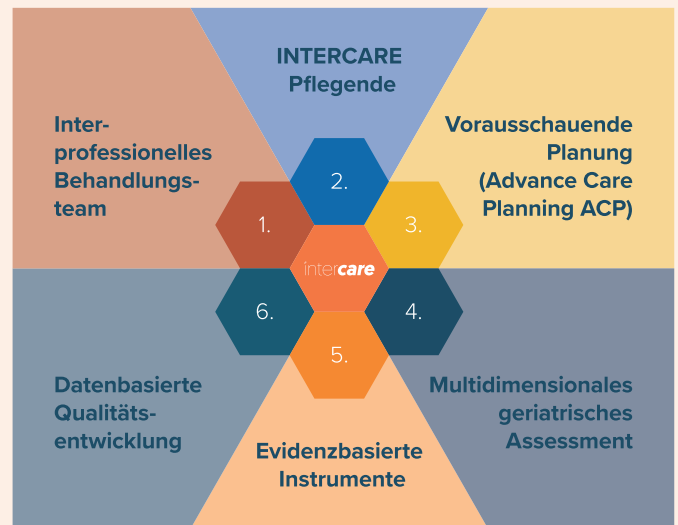 INTERCARE
Pflegende
Inter-
professionelles
Behandlungs-
team
Vorausschauende
Planung
(Advance Care
Planning ACP)
2.
1.
3.
intercare
6.
4.
5.
Datenbasierte
Qualitäts-
entwicklung
Multidimensionales
geriatrisches
Assessment
Evidenzbasierte
Instrumente